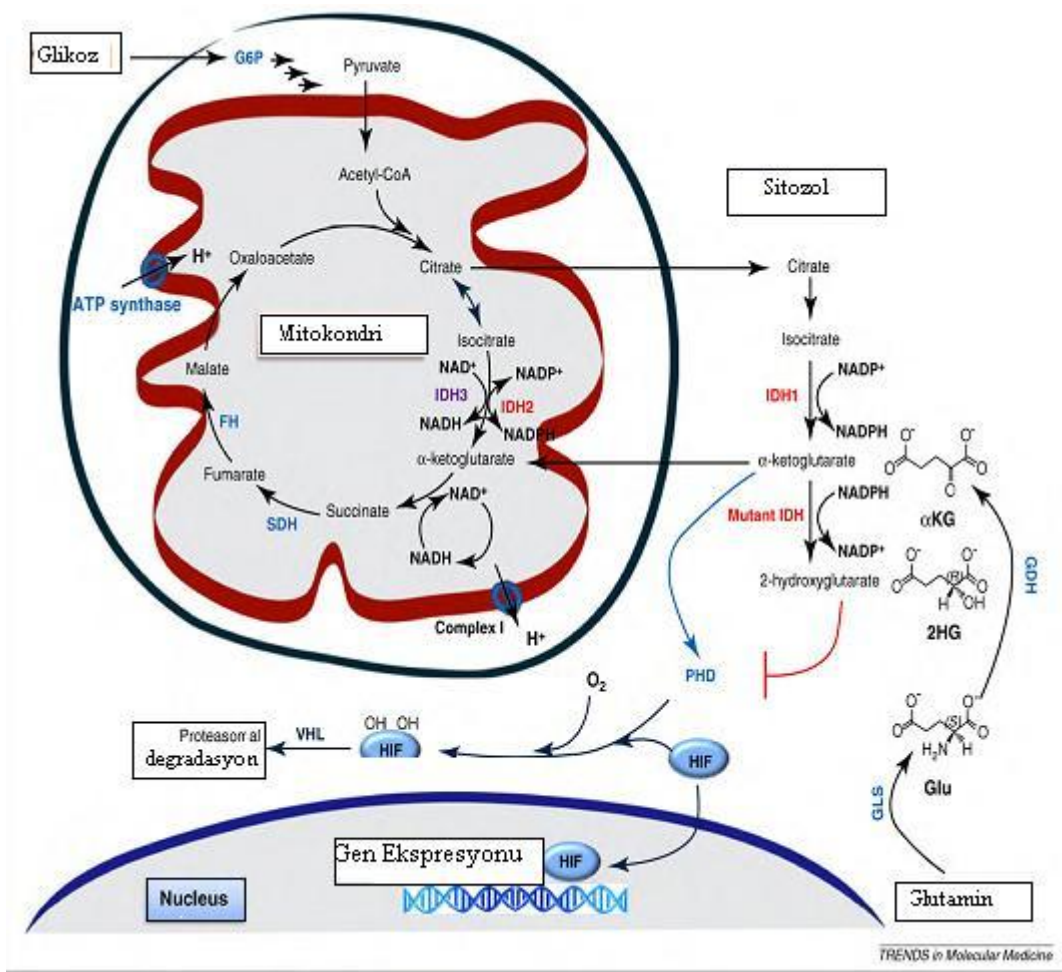 Glikoz
G6P
Pyruvate
Acetyl-CoA
Sitozol
H⁺
Oxaloacetate
Citrate
Citrate
ATP synthase
Mitokondri
Isocitrate
Isocitrate
Malate
NAD⁺
NADP⁺
NADP⁺
IDH3
IDH2
IDH1
FH
NADH
NADPH
NADPH
Fumarate
α-ketoglutarate
α-ketoglutarate
O⁻ O⁻
O O
O
αKG
NAD⁺
NADPH
Succinate
Mutant IDH
SDH
NADH
NADP⁺
GDH
2-hydroxyglutarate
O⁻ O⁻
O (R) O
H OH
2HG
Complex I
H⁺
PHD
O₂
O⁻ O⁻
O (S) O
H₂N H
Glu
OH OH
Proteasomal
degradasyon
VHL
HIF
HIF
GLS
Gen Ekspresyonu
HIF
Nucleus
Glutamin
TRENDS in Molecular Medicine